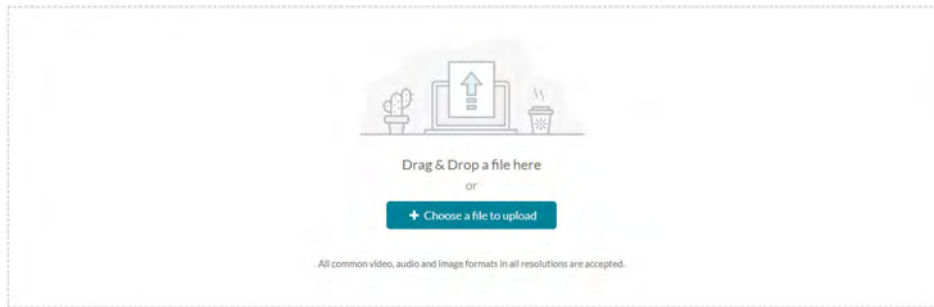 Drag & Drop a file here
or
+ Choose a file to upload
All common video, audio and image formats in all resolutions are accepted.